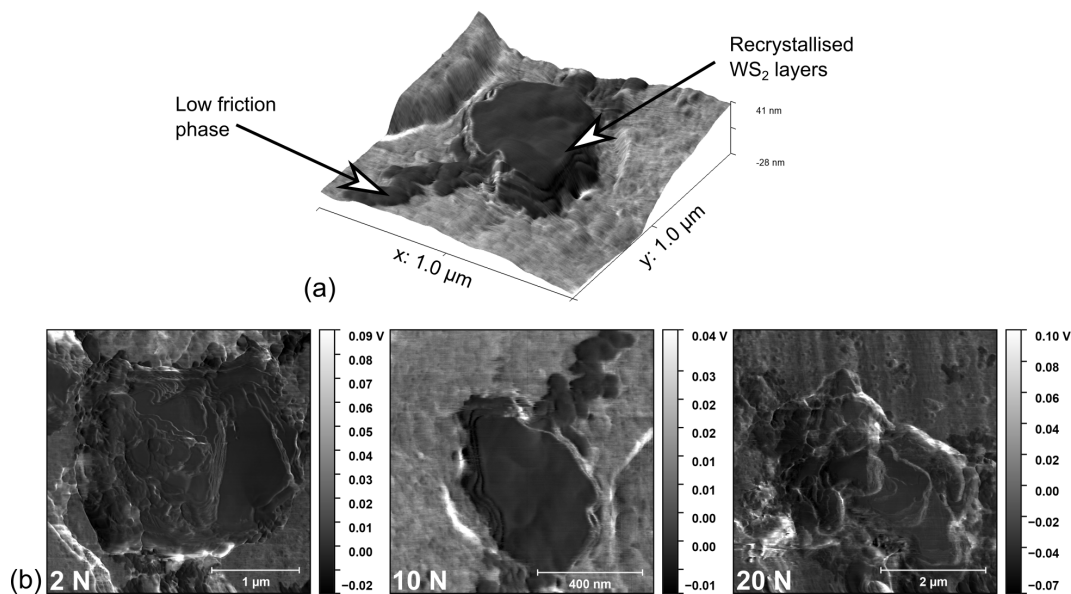 Recrystallised
WS₂ layers
Low friction
phase
41 nm
-28 nm
x: 1.0 µm
y: 1.0 µm
(a)
0.09 V
0.08
0.07
0.06
0.05
0.04
0.03
0.02
0.01
0.00
−0.02
2 N
1 µm
0.04 V
0.03
0.02
0.02
0.01
0.01
0.00
0.00
−0.01
10 N
400 nm
0.10 V
0.08
0.06
0.04
0.02
0.00
−0.02
−0.04
−0.07
20 N
2 µm
(b)